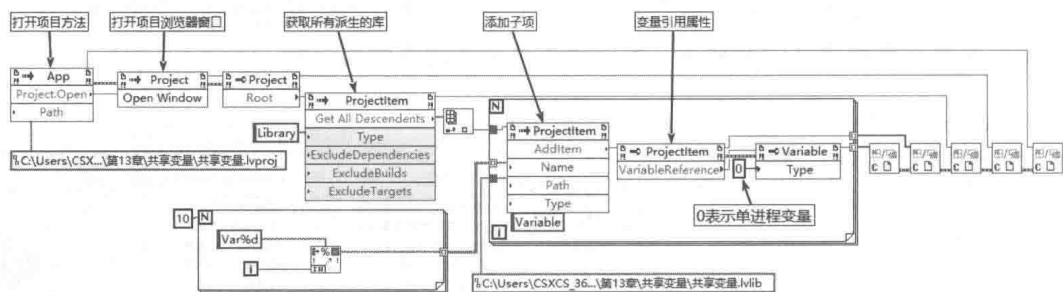 打开项目方法
打开项目浏览器窗口
获取所有派生的库
添加子项
变量引用属性
App
Project.Open
Path
Project
Open Window
Project
Root
ProjectItem
Get All Descendents
Library
Type
ExcludeDependencies
ExcludeBuilds
ExcludeTargets
C:\Users\CSX...\第13章\共享变量\共享变量.lvproj
N
ProjectItem
AddItem
Name
Path
Type
Variable
i
ProjectItem
VariableReference
Variable
Type
0
0表示单进程变量
10
N
Var%d
i
C:\Users\CSXCS_36...\第13章\共享变量\共享变量.lvlib